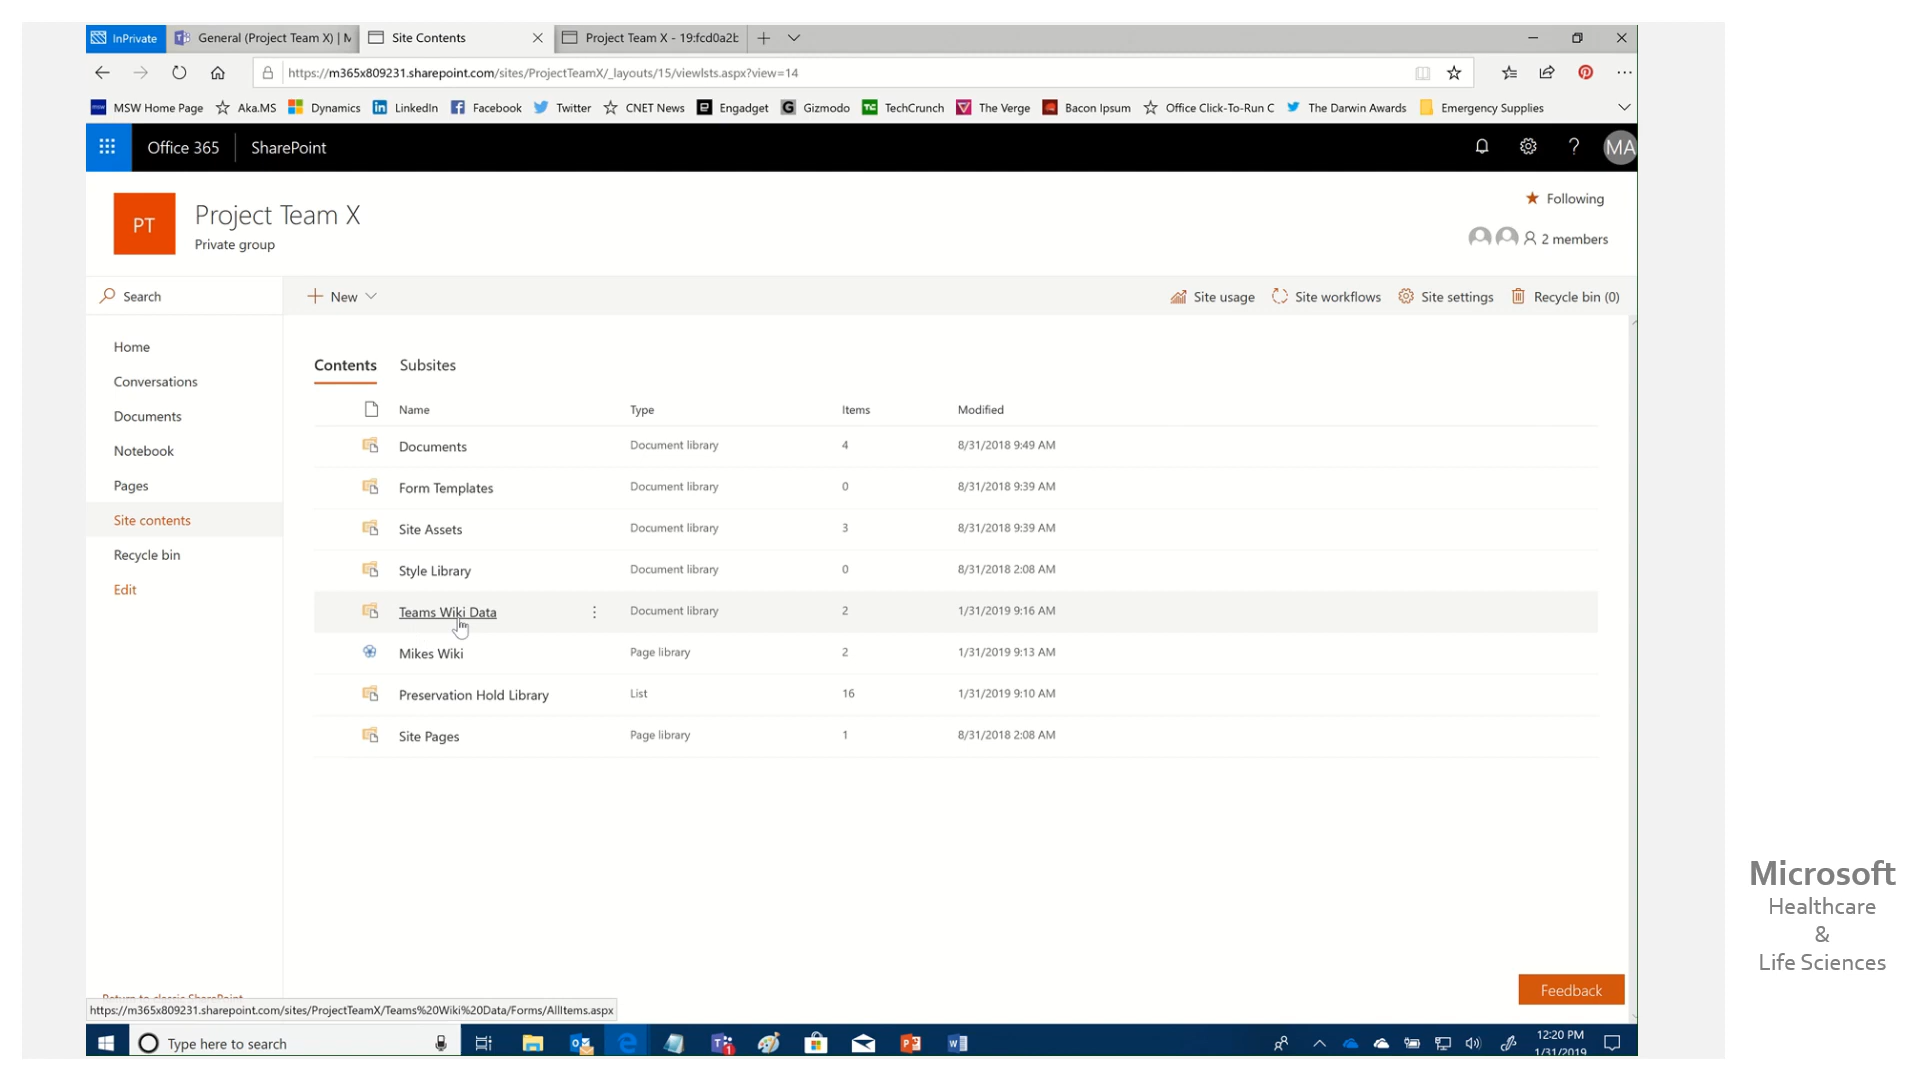 InPrivate
General (Project Team X) | M
Site Contents
Project Team X - 19:fcd0a2b
https://m365x809231.sharepoint.com/sites/ProjectTeamX/_layouts/15/viewlsts.aspx?view=14
MSW Home Page
Aka.MS
Dynamics
LinkedIn
Facebook
Twitter
CNET News
Engadget
Gizmodo
TechCrunch
The Verge
Bacon Ipsum
Office Click-To-Run C
The Darwin Awards
Emergency Supplies
Office 365
SharePoint
MA
PT
Project Team X
Private group
Following
2 members
Search
New
Site usage
Site workflows
Site settings
Recycle bin (0)
Home
Conversations
Documents
Notebook
Pages
Site contents
Recycle bin
Edit
Contents Subsites
Name Type Items Modified
Documents Document library 4 8/31/2018 9:49 AM
Form Templates Document library 0 8/31/2018 9:39 AM
Site Assets Document library 3 8/31/2018 9:39 AM
Style Library Document library 0 8/31/2018 2:08 AM
Teams Wiki Data Document library 2 1/31/2019 9:16 AM
Mikes Wiki Page library 2 1/31/2019 9:13 AM
Preservation Hold Library List 16 1/31/2019 9:10 AM
Site Pages Page library 1 8/31/2018 2:08 AM
Microsoft
Healthcare
&
Life Sciences
Feedback
Return to classic SharePoint
https://m365x809231.sharepoint.com/sites/ProjectTeamX/Teams%20Wiki%20Data/Forms/AllItems.aspx
Type here to search
12:20 PM
1/31/2019